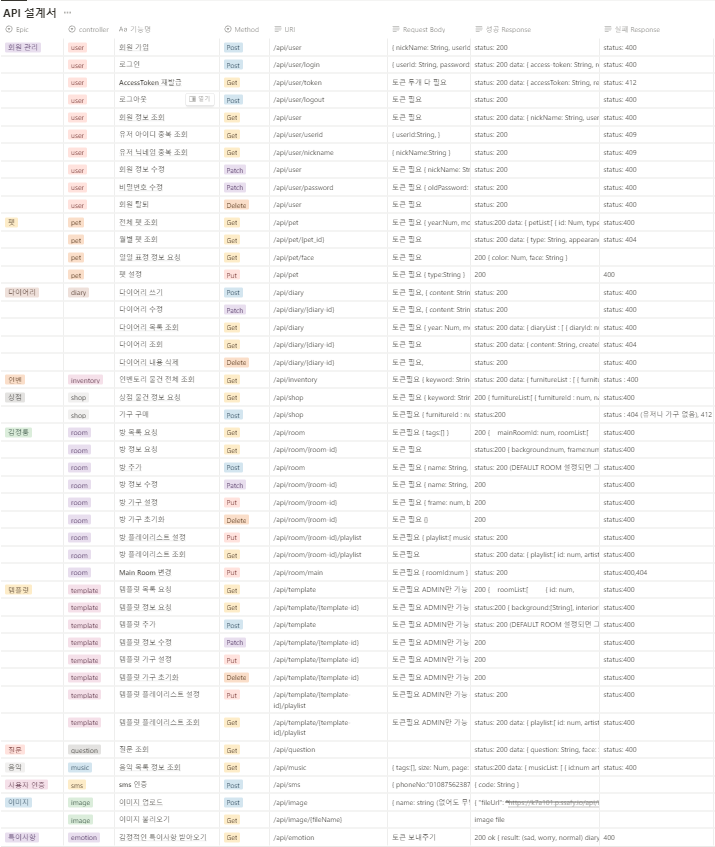 API 설계서 ···
Epic controller Aa 기능명 Method URI Request Body 성공 Response 실패 Response
회원 관리 user 회원 가입 Post /api/user { nickName: String, userId status: 200 status: 400
user 로그인 Post /api/user/login { userId: String, password: status: 200 data: { access-token: String, re status: 400
user AccessToken 재발급 Get /api/user/token 토큰 두개 다 필요 status: 200 data: { accessToken: String, re status: 412
user 로그아웃 열기 Post /api/user/logout 토큰 필요 status: 200 status: 400
user 회원 정보 조회 Get /api/user 토큰 필요 status: 200 data: { nickName: String, user status: 400
user 유저 아이디 중복 조회 Get /api/user/userid { userId:String, } status: 200 status: 409
user 유저 닉네임 중복 조회 Get /api/user/nickname { nickName:String } status: 200 status: 409
user 회원 정보 수정 Patch /api/user 토큰 필요 { nickName: Str status: 200 status: 400
user 비밀번호 수정 Patch /api/user/password 토큰 필요 { oldPassword: status: 200 status: 400
user 회원 탈퇴 Delete /api/user 토큰 필요 status: 200 status: 400
펫 pet 전체 펫 조회 Get /api/pet 토큰 필요 { year:Num, mo status:200 data: { petList:[ { id: Num, type status:400
pet 월별 펫 조회 Get /api/pet/{pet_id} 토큰 필요 status: 200 data: { type: String, appearan status: 404
pet 일일 표정 정보 요청 Get /api/pet/face 토큰 필요 200 { color: Num, face: String }
pet 펫 설정 Put /api/pet 토큰 필요 { type:String } 200 400
다이어리 diary 다이어리 쓰기 Post /api/diary 토큰 필요, { content: Stri status: 200 status: 400
다이어리 수정 Patch /api/diary/{diary-id} 토큰 필요, { content: Stri status: 200 status: 400
다이어리 목록 조회 Get /api/diary 토큰 필요, { year: Num, mo status: 200 data: { diaryList : [ { diaryId: n status: 400
다이어리 조회 Get /api/diary/{diary-id} 토큰 필요 status: 200 data: { content: String, create status: 404
다이어리 내용 삭제 Delete /api/diary/{diary-id} 토큰 필요, status: 200 status: 400
인벤 inventory 인벤토리 물건 전체 조회 Get /api/inventory 토큰 필요 { keyword: Strin status: 200 data: { furnitureList : [ { furnit status : 400
상점 shop 상점 물건 정보 요청 Get /api/shop 토큰 필요 { keyword: Strin 200 { furnitureList:[ { furnitureId : num, na status:400
shop 가구 구매 Post /api/shop 토큰 필요 { furnitureId : nu status:200 status : 404 (유저나 가구 없음), 412
room 방 목록 요청 Get /api/room 토큰 필요 { tags:[] } 200 { mainRoomId: num, roomList:[ status:400
room 방 정보 요청 Get /api/room/{room-id} 토큰 필요 status:200 { background:num, frame:num status:400
room 방 추가 Post /api/room 토큰 필요 { name: String, status: 200 (DEFAULT ROOM 설정되면 그 status:400
room 방 정보 수정 Patch /api/room/{room-id} 토큰 필요 { name: String, 200 status:400
room 방 가구 설정 Put /api/room/{room-id} 토큰 필요 { frame: num, b 200 status:400
room 방 가구 초기화 Delete /api/room/{room-id} 토큰 필요 {} 200 status:400
room 방 플레이리스트 설정 Put /api/room/{room-id}/playlist 토큰 필요 { playlist:[ music status: 200 status:400
room 방 플레이리스트 조회 Get /api/room/{room-id}/playlist 토큰필요 status: 200 data: { playlist:[ id: num, artist status:400
room Main Room 변경 Put /api/room/main 토큰 필요 { roomId:num } status: 200 status:400,404
템플릿 template 템플릿 목록 요청 Get /api/template 토큰필요 ADMIN만 가능 200 { roomList:[ { id: num, status:400
template 템플릿 정보 요청 Get /api/template/{template-id} 토큰필요 ADMIN만 가능 status:200 { background:[String], interior status:400
template 템플릿 추가 Post /api/template 토큰필요 ADMIN만 가능 status: 200 (DEFAULT ROOM 설정되면 그 status:400
template 템플릿 정보 수정 Patch /api/template/{template-id} 토큰필요 ADMIN만 가능 200 status:400
template 템플릿 가구 설정 Put /api/template/{template-id} 토큰필요 ADMIN만 가능 200 status:400
template 템플릿 가구 초기화 Delete /api/template/{template-id} 토큰필요 ADMIN만 가능 200 status:400
template 템플릿 플레이리스트 설정 Put /api/template/{template- 토큰필요 ADMIN만 가능 status: 200 status:400
id}/playlist
template 템플릿 플레이리스트 조회 Get /api/template/{template- 토큰필요 ADMIN만 가능 status: 200 data: { playlist:[ id: num, artist status:400
id}/playlist
질문 question 질문 조회 Get /api/question status: 200 data: { question: String, face: status:400
음악 music 음악 목록 조회 Get /api/music { tags:[], size: Num, page: status:200 data: { musicList: [ { id:num art status:400
사용자 인증 sms sms 인증 Post /api/sms { phoneNo:"01087562387 { code: String }
이미지 image 이미지 업로드 Post /api/image { name: string (없어도 무 { "fileUrl":
image 이미지 불러오기 Get /api/image/{fileName} image file
특이사항 emotion 감정적인 특이사항 받아오기 Get /api/emotion 토큰 보내주기 200 ok { result: (sad, worry, normal) diary 400